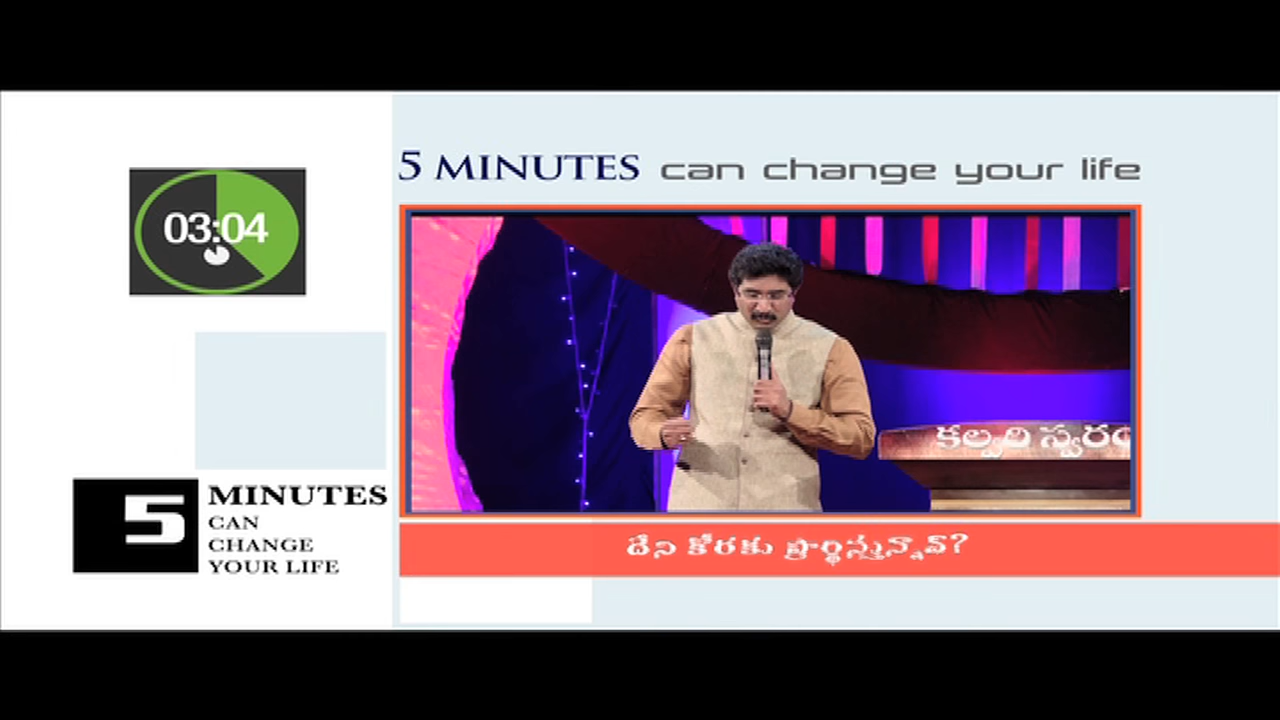 5 MINUTES can change your life
03:04
కల్వరి స్వరం
5 MINUTES
CAN
CHANGE
YOUR LIFE
దేని కోరకు ప్రార్థిస్తున్నావ్?